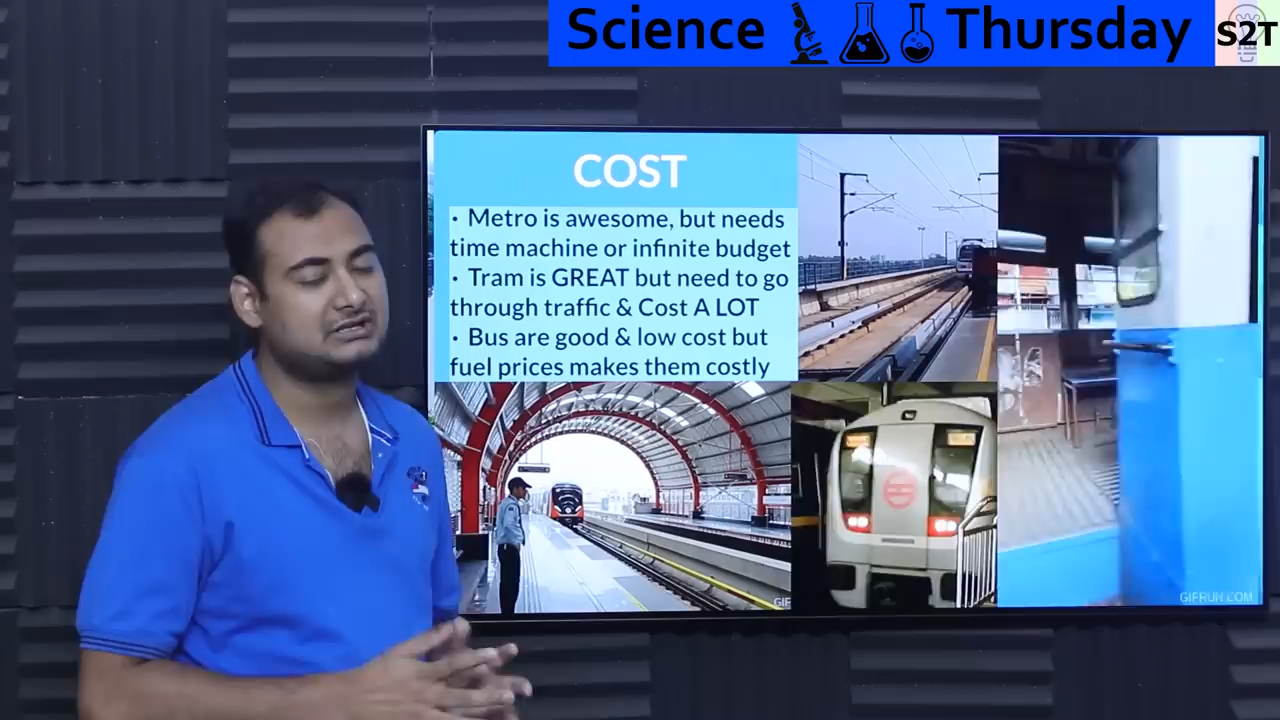 Science Thursday
S2T
COST
· Metro is awesome, but needs
time machine or infinite budget
· Tram is GREAT but need to go
through traffic & Cost A LOT
· Bus are good & low cost but
fuel prices makes them costly
GIF
GIFRUN.COM